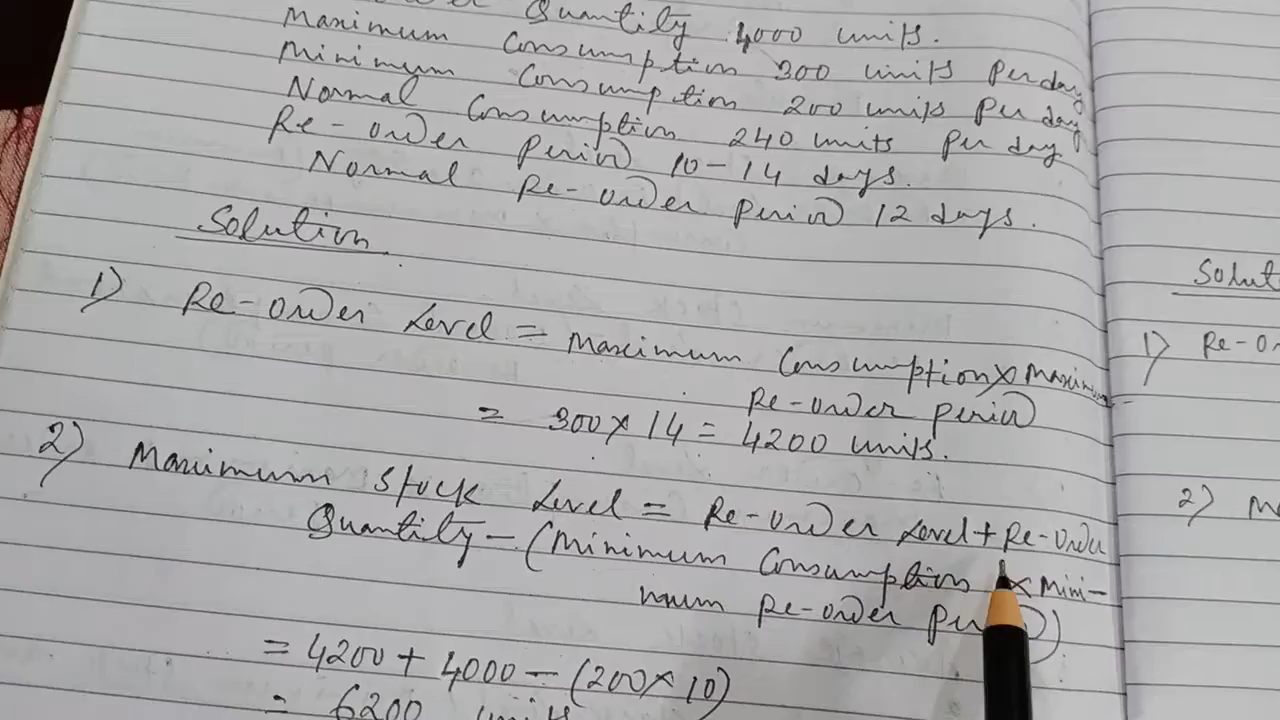 Quantity 4000 units.
Maximum Consumption 300 units Per day
Minimum Consumption 200 units Per day
Normal Consumption 240 units Per day
Re-order Period 10-14 days.
Normal Re-order Period 12 days.
Solution
1) Re-order Level = Maximum Consumption × Maximum
Re-order period
= 300 × 14 = 4200 units.
2) Maximum Stock Level = Re-order Level + Re-order
Quantity - (Minimum Consumption × Mini-
mum Re-order Per)
= 4200 + 4000 - (200 × 10)
= 6200 units
Solut
1) Re-or
2) Ma